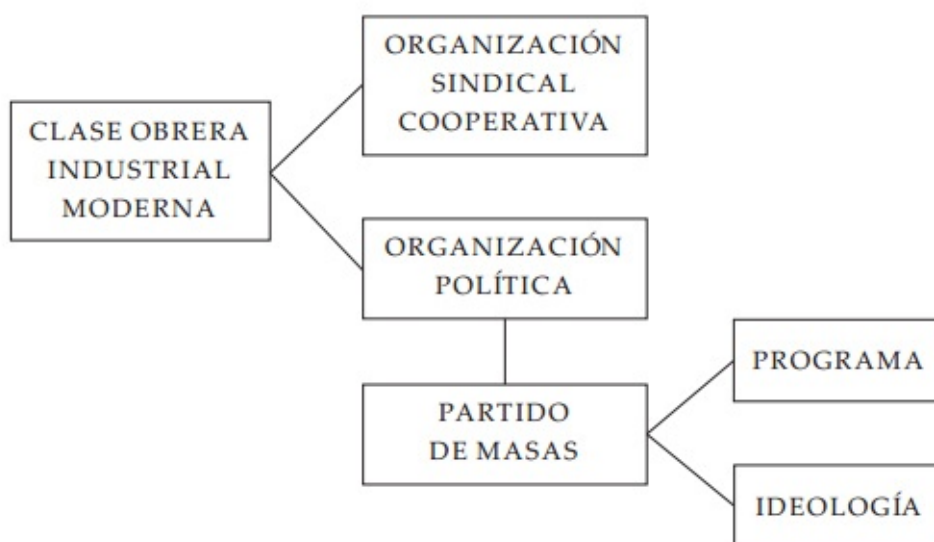 ORGANIZACIÓN
SINDICAL
COOPERATIVA
CLASE OBRERA
INDUSTRIAL
MODERNA
ORGANIZACIÓN
POLÍTICA
PARTIDO
DE MASAS
PROGRAMA
IDEOLOGÍA